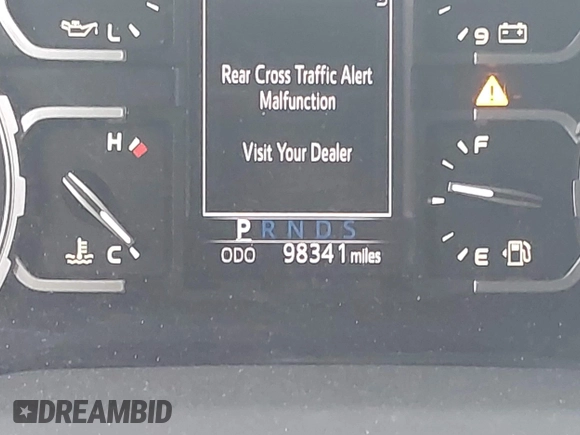 L
9
Rear Cross Traffic Alert
Malfunction
Visit Your Dealer
H
F
C
E
P R N D S
ODO 98341 miles
DREAMBID